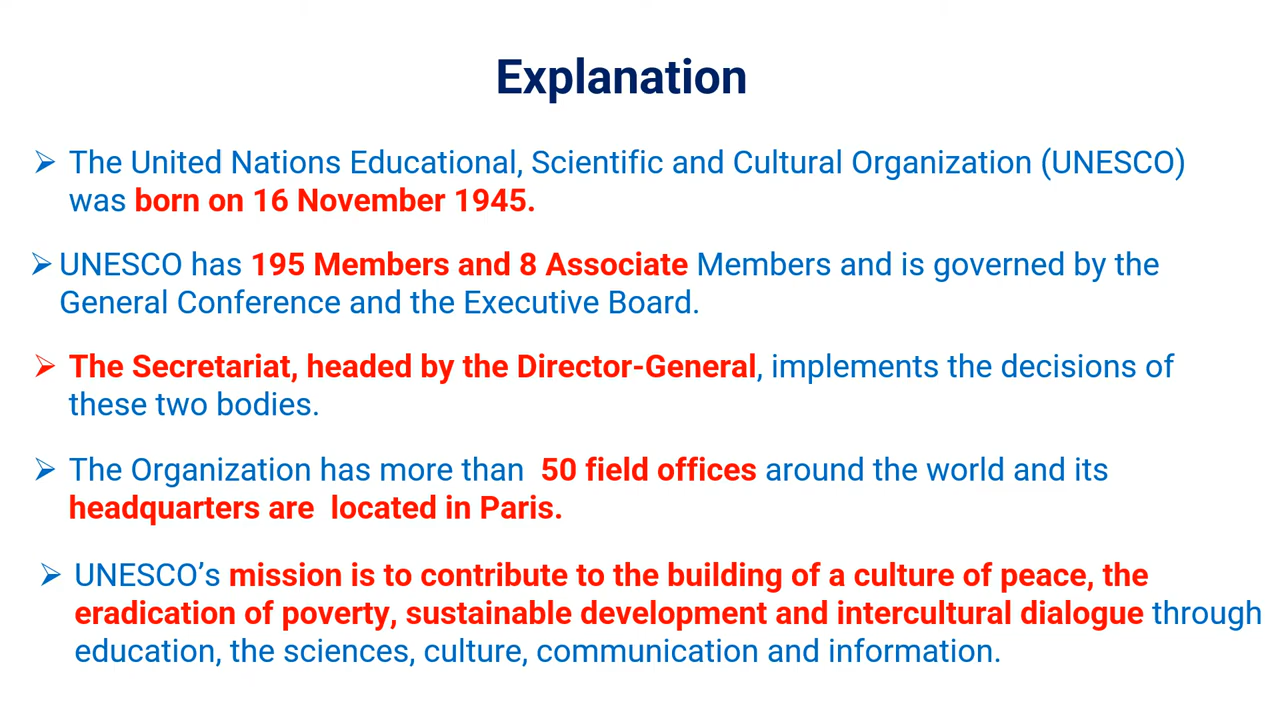 Explanation
➢ The United Nations Educational, Scientific and Cultural Organization (UNESCO)
was born on 16 November 1945.
➢ UNESCO has 195 Members and 8 Associate Members and is governed by the
General Conference and the Executive Board.
➢ The Secretariat, headed by the Director-General, implements the decisions of
these two bodies.
➢ The Organization has more than 50 field offices around the world and its
headquarters are located in Paris.
➢ UNESCO’s mission is to contribute to the building of a culture of peace, the
eradication of poverty, sustainable development and intercultural dialogue through
education, the sciences, culture, communication and information.